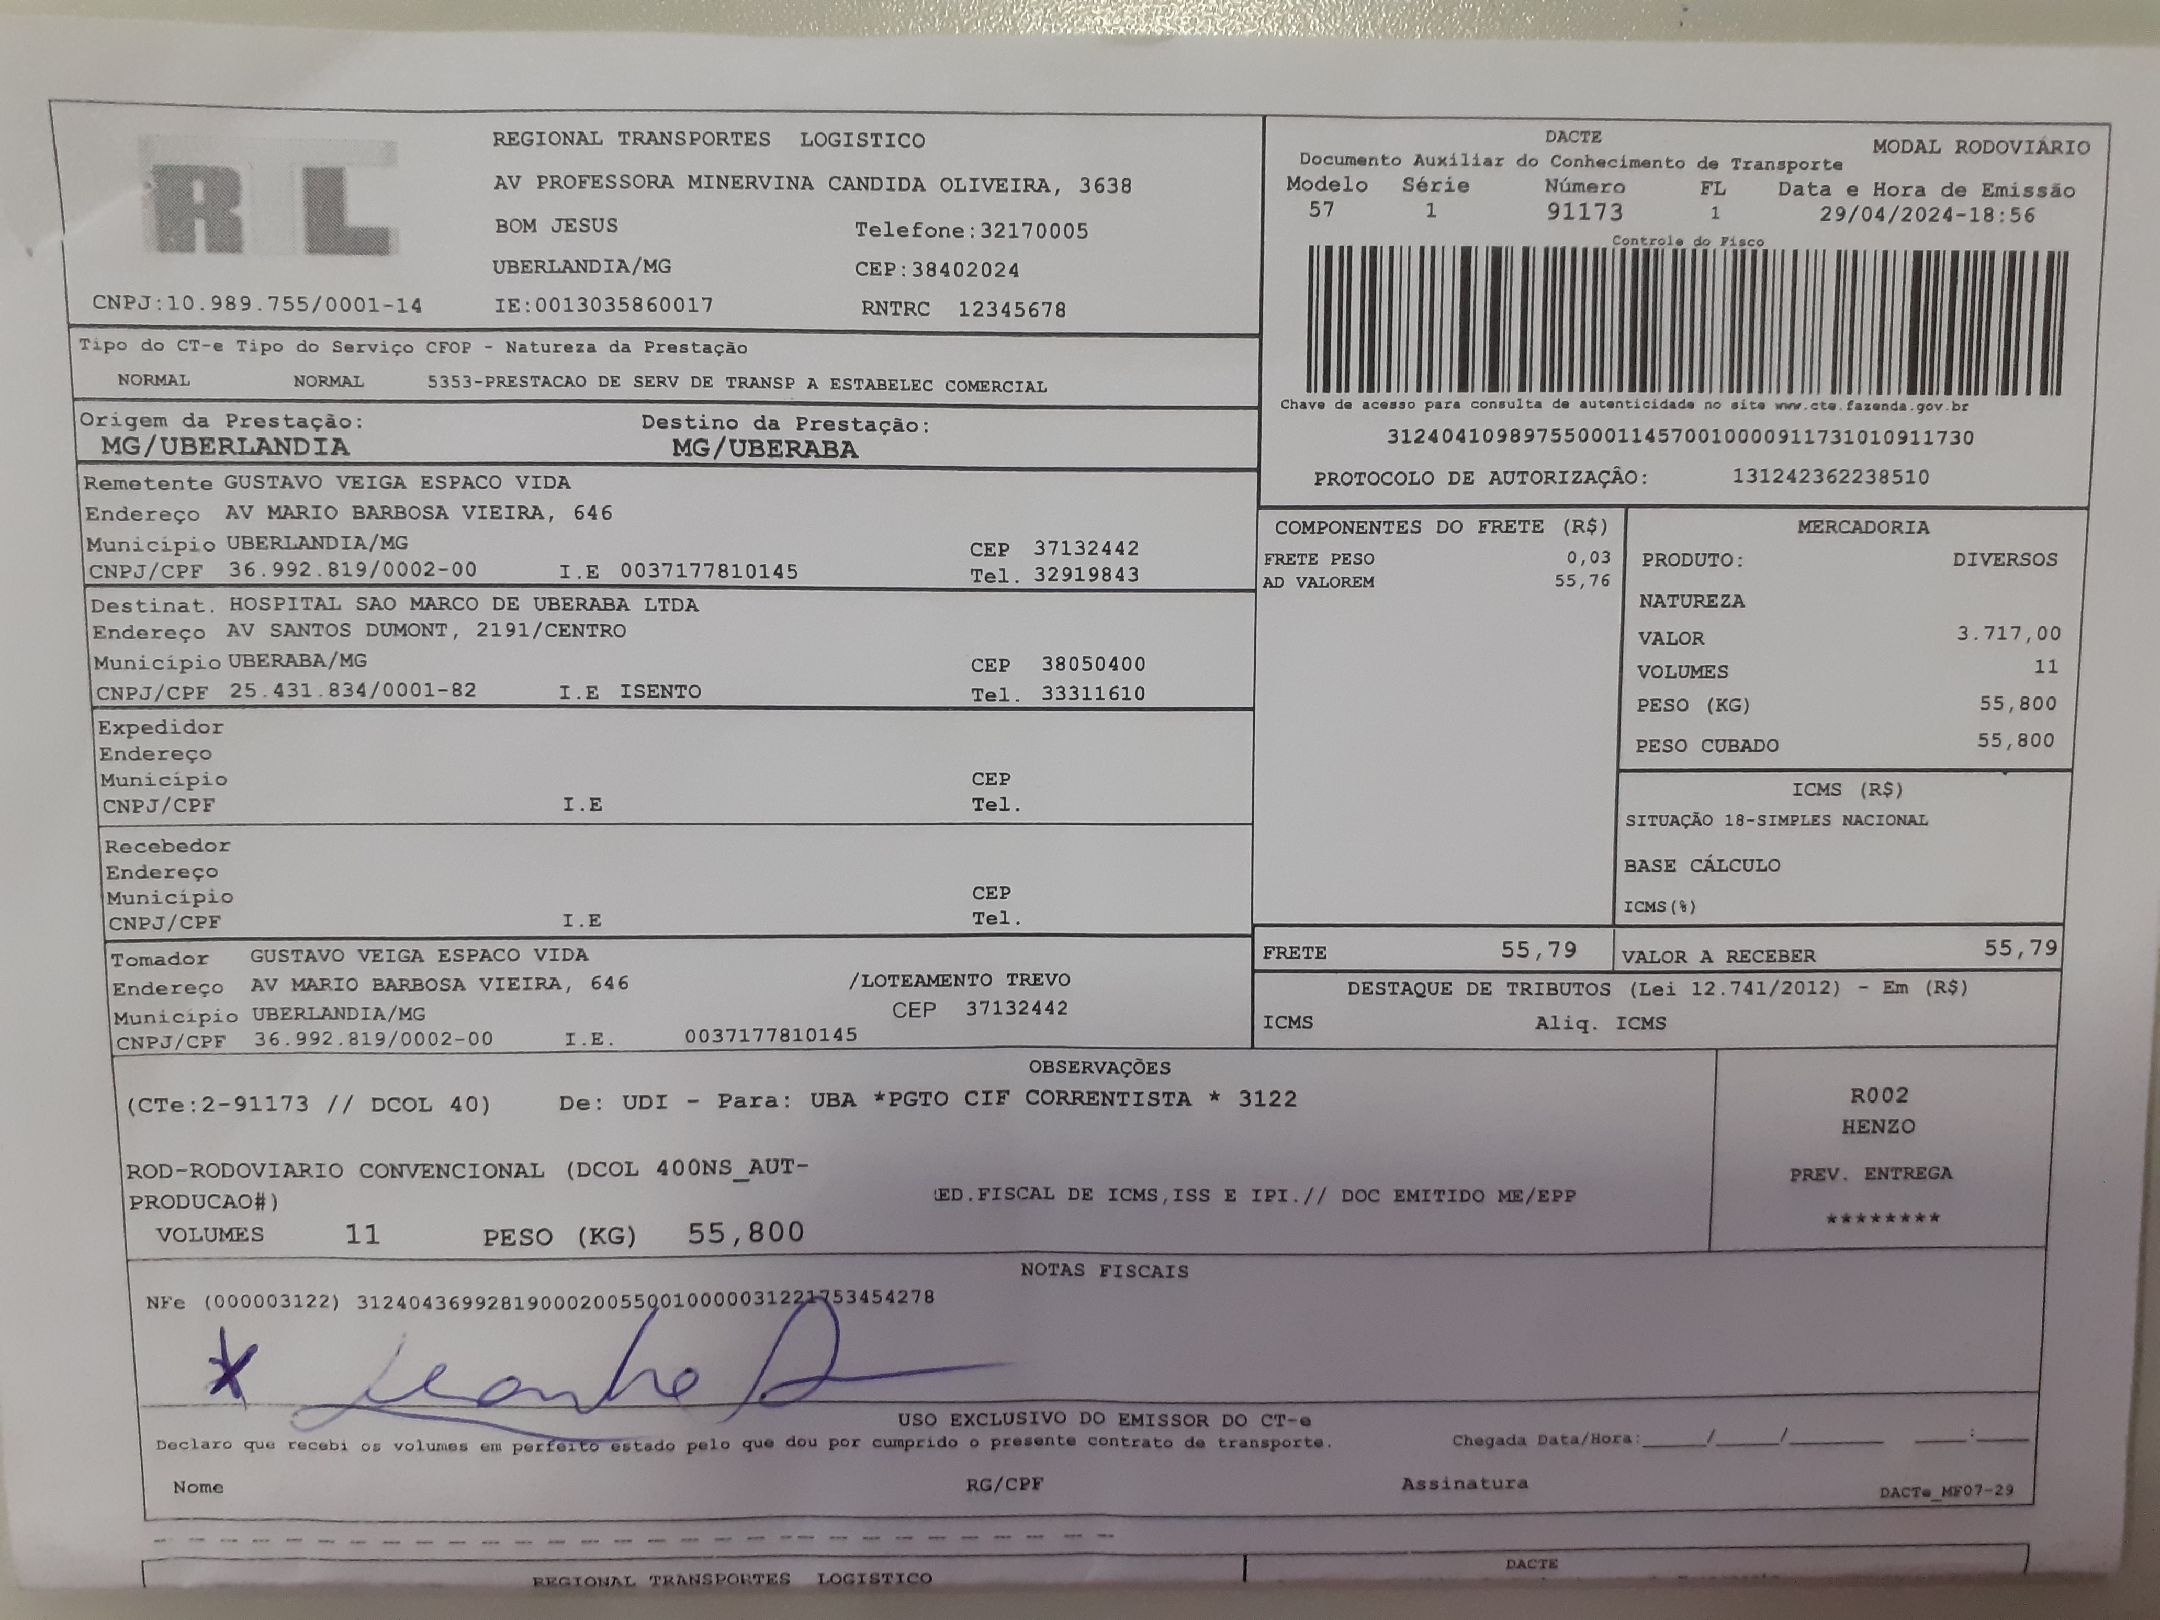 RTL
REGIONAL TRANSPORTES LOGISTICO
AV PROFESSORA MINERVINA CANDIDA OLIVEIRA, 3638
BOM JESUS Telefone:32170005
UBERLANDIA/MG CEP:38402024
CNPJ:10.989.755/0001-14 IE:0013035860017 RNTRC 12345678
DACTE MODAL RODOVIÁRIO
Documento Auxiliar do Conhecimento de Transporte
Modelo Série Número FL Data e Hora de Emissão
57 1 91173 1 29/04/2024-18:56
Controle do Fisco
Chave de acesso para consulta de autenticidade no site www.cte.fazenda.gov.br
31240410989755000114570010000911731010911730
PROTOCOLO DE AUTORIZAÇÃO: 131242362238510
Tipo do CT-e Tipo do Serviço CFOP - Natureza da Prestação
NORMAL NORMAL 5353-PRESTACAO DE SERV DE TRANSP A ESTABELEC COMERCIAL
Origem da Prestação: Destino da Prestação:
MG/UBERLANDIA MG/UBERABA
Remetente GUSTAVO VEIGA ESPACO VIDA
Endereço AV MARIO BARBOSA VIEIRA, 646
Município UBERLANDIA/MG CEP 37132442
CNPJ/CPF 36.992.819/0002-00 I.E 0037177810145 Tel. 32919843
Destinat. HOSPITAL SAO MARCO DE UBERABA LTDA
Endereço AV SANTOS DUMONT, 2191/CENTRO
Município UBERABA/MG CEP 38050400
CNPJ/CPF 25.431.834/0001-82 I.E ISENTO Tel. 33311610
Expedidor
Endereço
Município CEP
CNPJ/CPF I.E Tel.
Recebedor
Endereço
Município CEP
CNPJ/CPF I.E Tel.
Tomador GUSTAVO VEIGA ESPACO VIDA
Endereço AV MARIO BARBOSA VIEIRA, 646 /LOTEAMENTO TREVO
Município UBERLANDIA/MG CEP 37132442
CNPJ/CPF 36.992.819/0002-00 I.E. 0037177810145
COMPONENTES DO FRETE (R$)
FRETE PESO 0,03
AD VALOREM 55,76
MERCADORIA
PRODUTO: DIVERSOS
NATUREZA
VALOR 3.717,00
VOLUMES 11
PESO (KG) 55,800
PESO CUBADO 55,800
ICMS (R$)
SITUAÇÃO 18-SIMPLES NACIONAL
BASE CÁLCULO
ICMS(%)
FRETE 55,79 VALOR A RECEBER 55,79
DESTAQUE DE TRIBUTOS (Lei 12.741/2012) - Em (R$)
ICMS Aliq. ICMS
OBSERVAÇÕES
(CTe:2-91173 // DCOL 40) De: UDI - Para: UBA *PGTO CIF CORRENTISTA * 3122
ROD-RODOVIARIO CONVENCIONAL (DCOL 400NS_AUT-
PRODUCAO#) ED.FISCAL DE ICMS,ISS E IPI.// DOC EMITIDO ME/EPP
VOLUMES 11 PESO (KG) 55,800
R002
HENZO
PREV. ENTREGA
********
NOTAS FISCAIS
NFe (000003122) 31240436992819000200550010000031221753454278
USO EXCLUSIVO DO EMISSOR DO CT-e
Declaro que recebi os volumes em perfeito estado pelo que dou por cumprido o presente contrato de transporte. Chegada Data/Hora:______/______/_________ _____:_____
Nome RG/CPF Assinatura DACTe_MF07-29
REGIONAL TRANSPORTES LOGISTICO DACTE